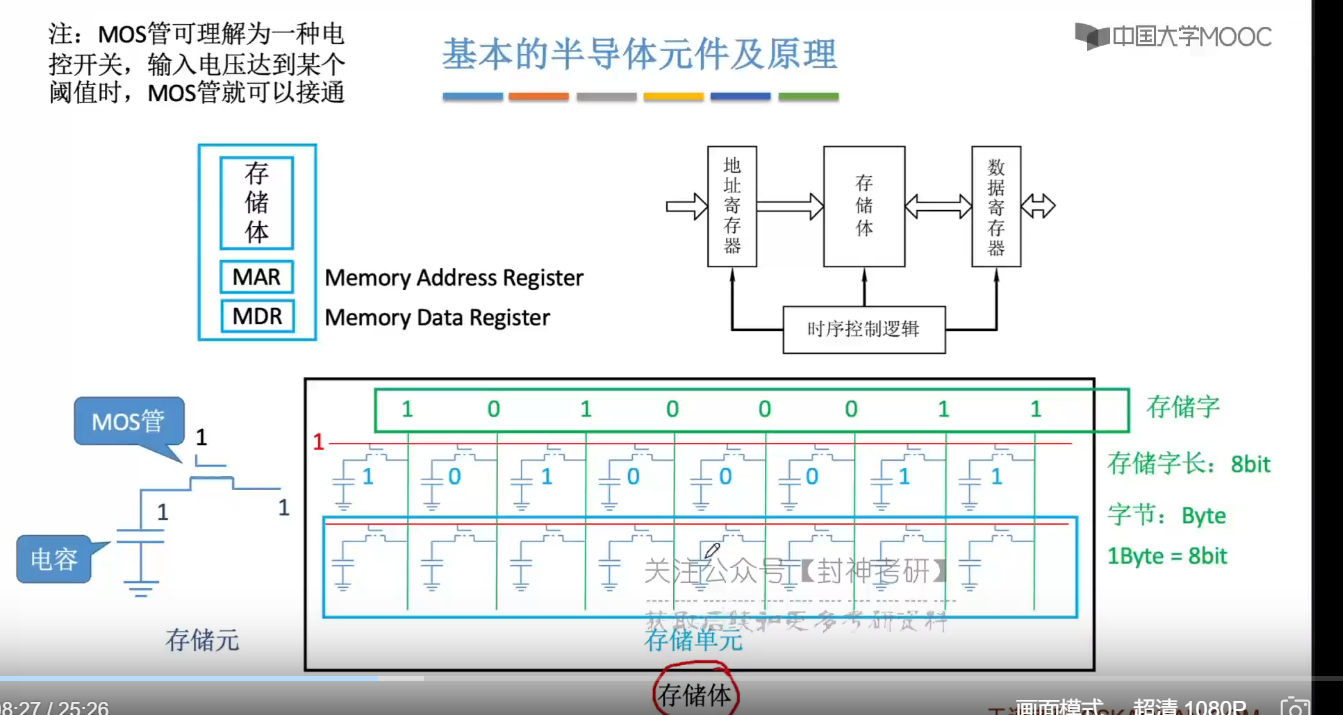 注：MOS管可理解为一种电
控开关，输入电压达到某个
阈值时，MOS管就可以接通
基本的半导体元件及原理
中国大学MOOC
存
储
体
MAR
Memory Address Register
MDR
Memory Data Register
地
址
寄
存
器
存
储
体
数
据
寄
存
器
时序控制逻辑
MOS管
1
1
1
电容
存储元
1 0 1 0 0 0 1 1
存储字
1
1 0 1 0 0 0 1 1
存储字长：8bit
字节：Byte
1Byte = 8bit
关注公众号【封神考研】
获取后续和更多考研资料
存储单元
存储体
8:27 / 25:26
画面模式
超清 1080P